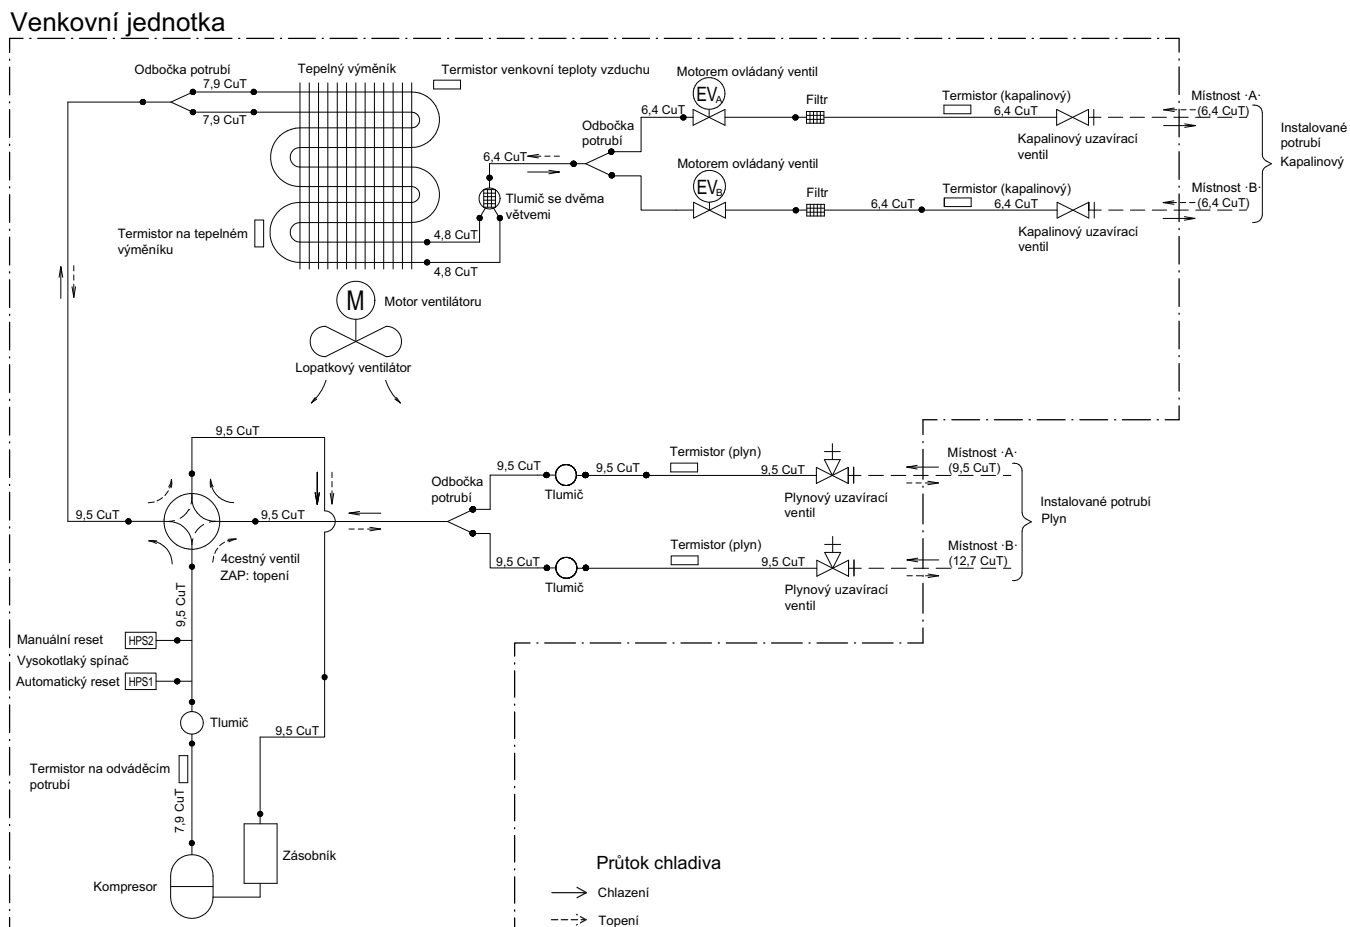 Venkovní jednotka
Odbočka potrubí
7,9 CuT
7,9 CuT
Tepelný výměník
Termistor venkovní teploty vzduchu
Motorem ovládaný ventil
EVA
6,4 CuT
Filtr
Termistor (kapalinový)
6,4 CuT
Kapalinový uzavírací
ventil
Místnost ·A·
(6,4 CuT)
Instalované
potrubí
Kapalinový
Odbočka
potrubí
6,4 CuT
Tlumič se dvěma
větvemi
Motorem ovládaný ventil
EVB
Filtr
6,4 CuT
Termistor (kapalinový)
6,4 CuT
Kapalinový uzavírací
ventil
Místnost ·B·
(6,4 CuT)
Termistor na tepelném
výměníku
4,8 CuT
4,8 CuT
M
Motor ventilátoru
Lopatkový ventilátor
9,5 CuT
9,5 CuT
9,5 CuT
4cestný ventil
ZAP: topení
Odbočka
potrubí
9,5 CuT
Tlumič
9,5 CuT
Termistor (plyn)
9,5 CuT
Plynový uzavírací
ventil
Místnost ·A·
(9,5 CuT)
Instalované potrubí
Plyn
9,5 CuT
Tlumič
Termistor (plyn)
9,5 CuT
Plynový uzavírací
ventil
Místnost ·B·
(12,7 CuT)
9,5 CuT
Manuální reset
HPS2
Vysokotlaký spínač
Automatický reset
HPS1
Tlumič
9,5 CuT
Termistor na odváděcím
potrubí
7,9 CuT
Zásobník
Kompresor
Průtok chladiva
Chlazení
Topení